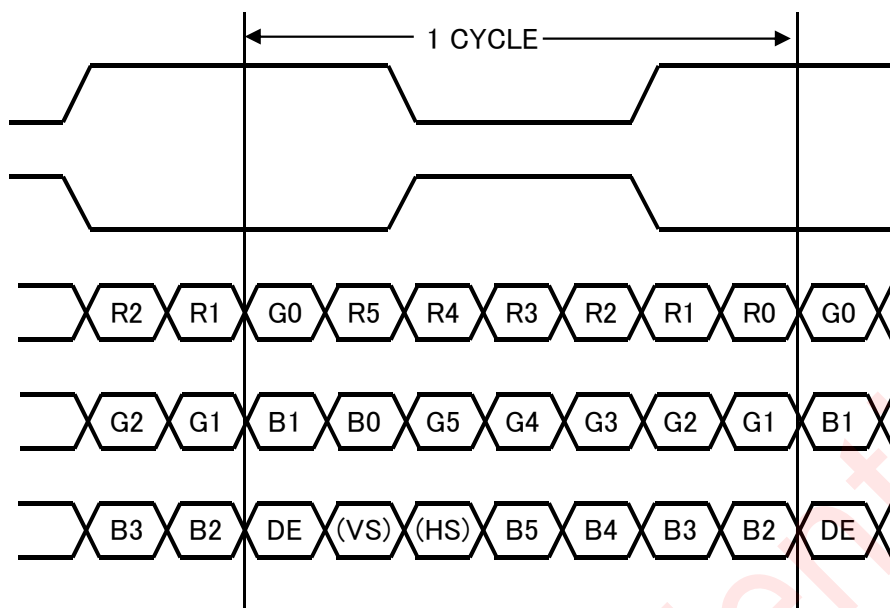 1 CYCLE
R2 R1 G0 R5 R4 R3 R2 R1 R0 G0
G2 G1 B1 B0 G5 G4 G3 G2 G1 B1
B3 B2 DE (VS) (HS) B5 B4 B3 B2 DE